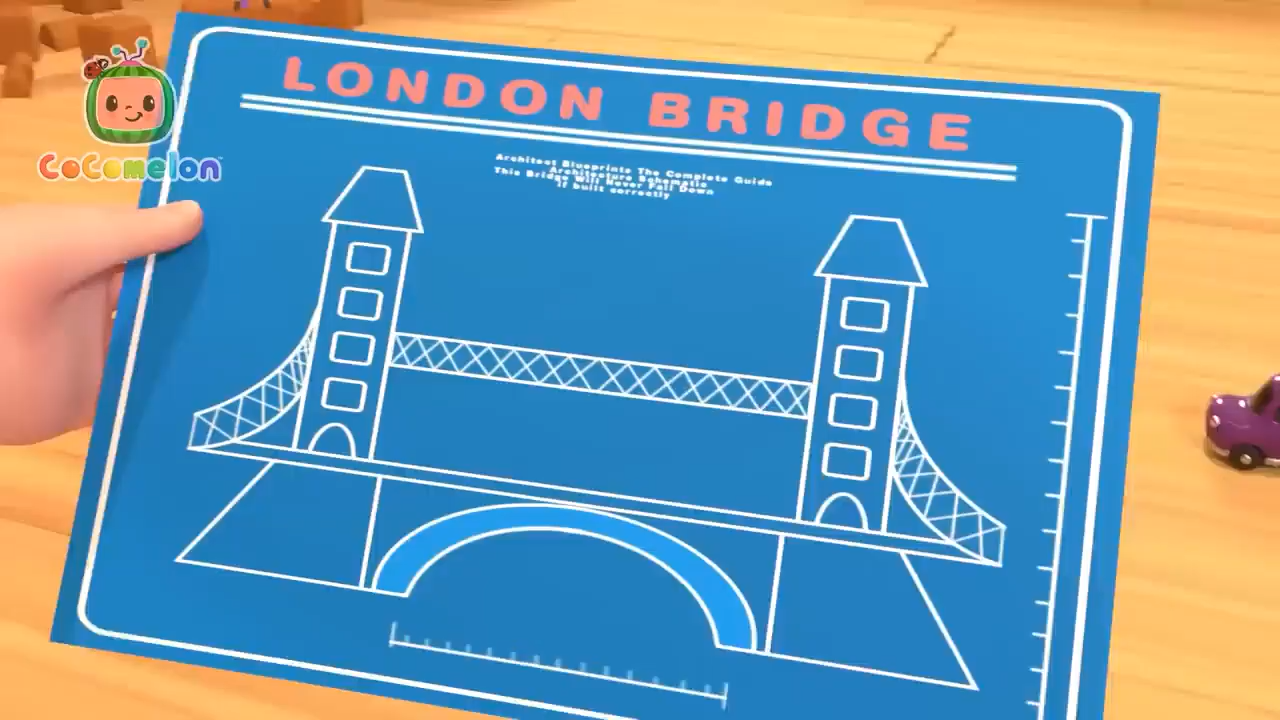 CoComelon
LONDON BRIDGE
Architect Blueprints The Complete Guide
Architecture Schematic
This Bridge Will Never Fall Down
If built correctly